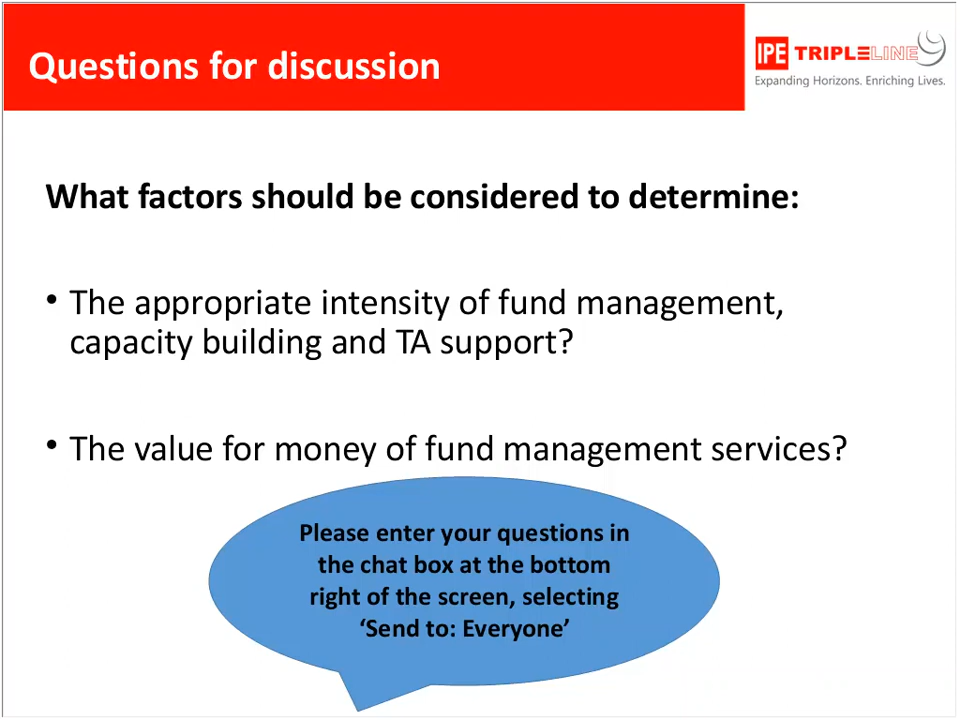 Questions for discussion
IPE TRIPLELINE
Expanding Horizons. Enriching Lives.
What factors should be considered to determine:
• The appropriate intensity of fund management,
capacity building and TA support?
• The value for money of fund management services?
Please enter your questions in
the chat box at the bottom
right of the screen, selecting
‘Send to: Everyone’